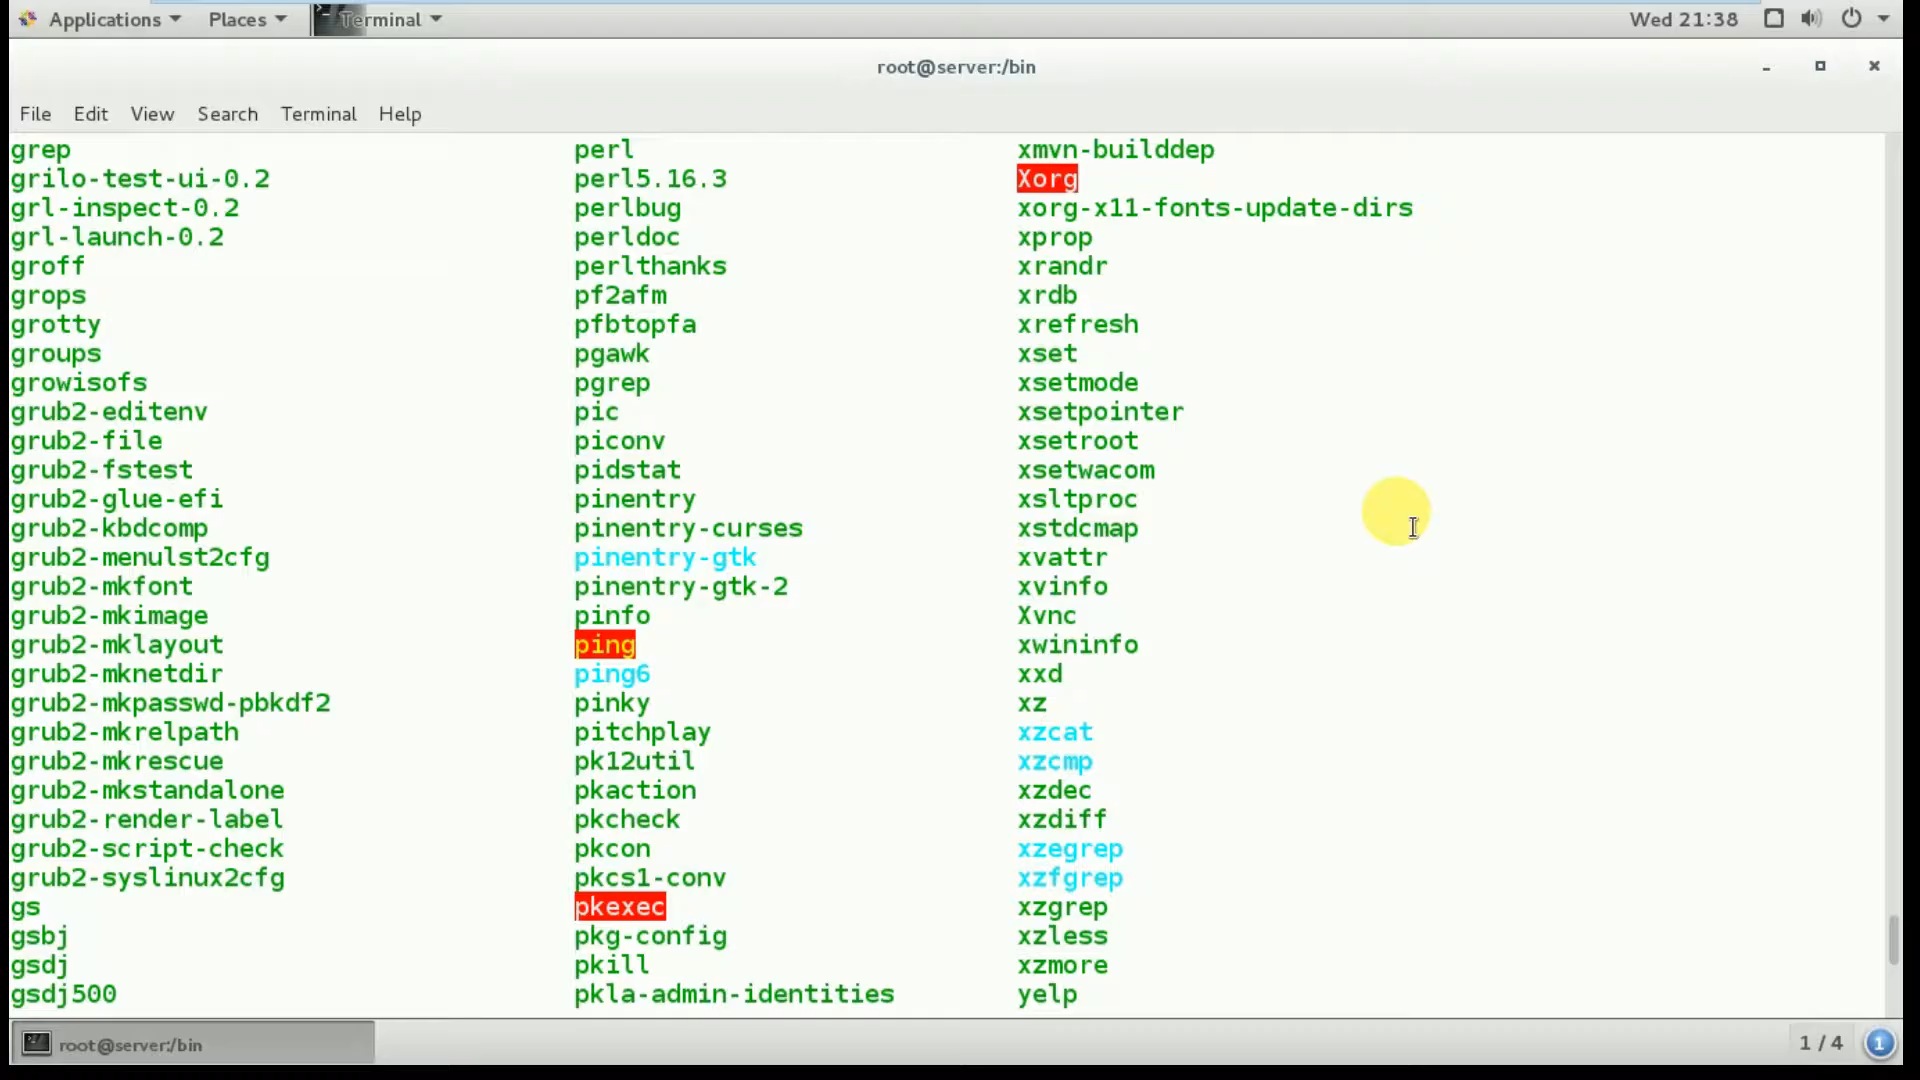 Applications Places Terminal Wed 21:38
root@server:/bin
File Edit View Search Terminal Help
grep perl xmvn-builddep
grilo-test-ui-0.2 perl5.16.3 Xorg
grl-inspect-0.2 perlbug xorg-x11-fonts-update-dirs
grl-launch-0.2 perldoc xprop
groff perlthanks xrandr
grops pf2afm xrdb
grotty pfbtopfa xrefresh
groups pgawk xset
growisofs pgrep xsetmode
grub2-editenv pic xsetpointer
grub2-file piconv xsetroot
grub2-fstest pidstat xsetwacom
grub2-glue-efi pinentry xsltproc
grub2-kbdcomp pinentry-curses xstdcmap
grub2-menulst2cfg pinentry-gtk xvattr
grub2-mkfont pinentry-gtk-2 xvinfo
grub2-mkimage pinfo Xvnc
grub2-mklayout ping xwininfo
grub2-mknetdir ping6 xxd
grub2-mkpasswd-pbkdf2 pinky xz
grub2-mkrelpath pitchplay xzcat
grub2-mkrescue pk12util xzcmp
grub2-mkstandalone pkaction xzdec
grub2-render-label pkcheck xzdiff
grub2-script-check pkcon xzegrep
grub2-syslinux2cfg pkcs1-conv xzfgrep
gs pkexec xzgrep
gsbj pkg-config xzless
gsdj pkill xzmore
gsdj500 pkla-admin-identities yelp
root@server:/bin 1 / 4 1